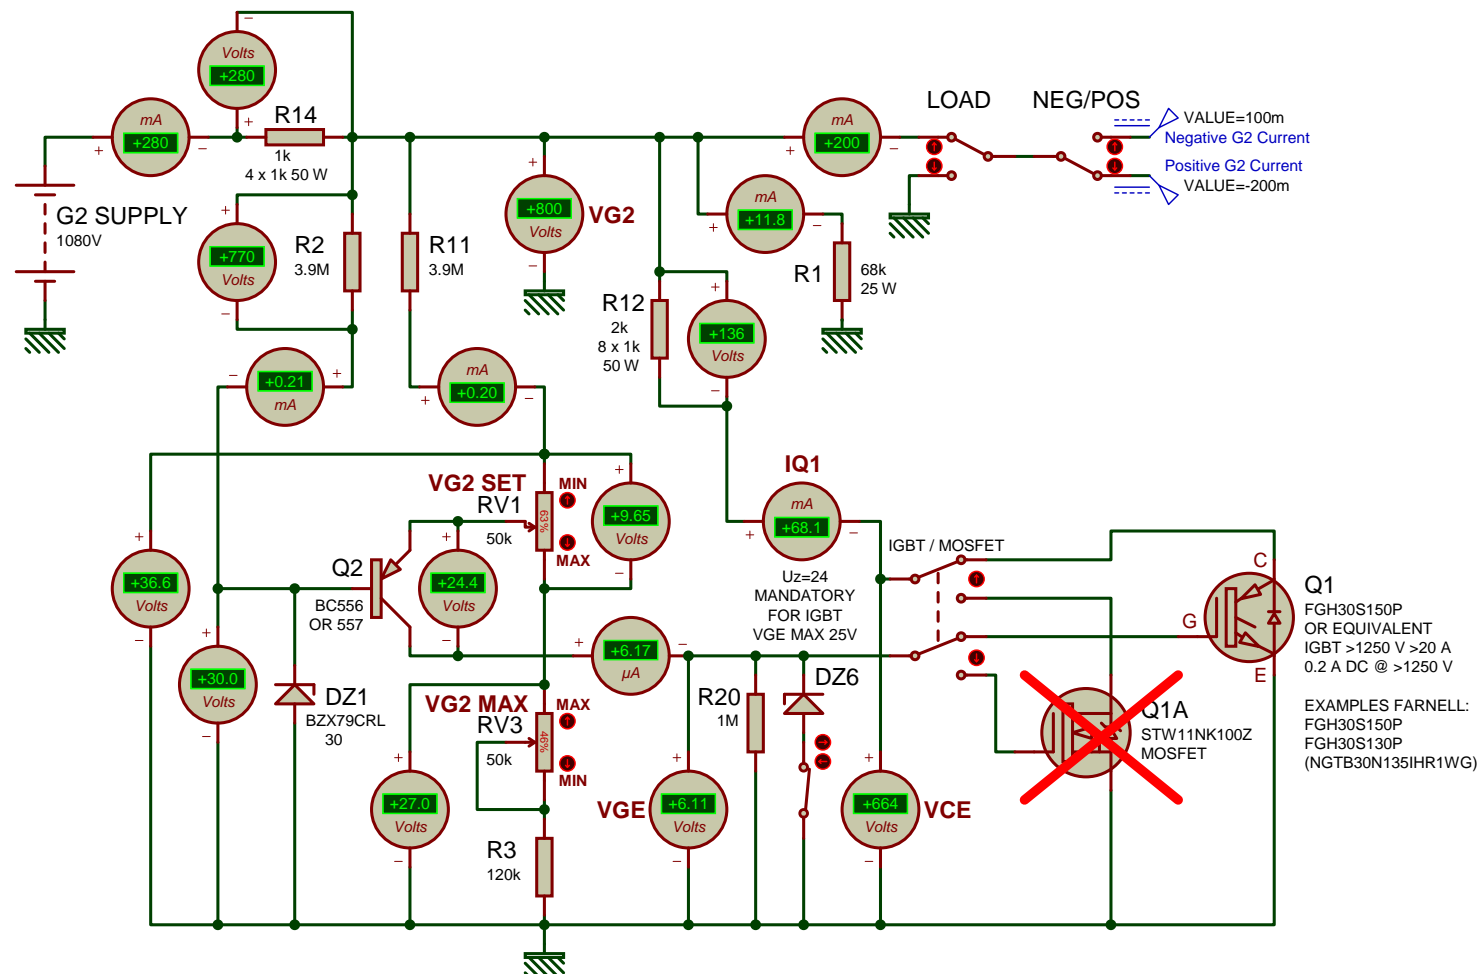 Volts
+280
mA
+280
R14
1k
4 x 1k 50 W
G2 SUPPLY
1080V
+770
Volts
R2
3.9M
R11
3.9M
+800
Volts
VG2
mA
+200
LOAD
NEG/POS
VALUE=100m
Negative G2 Current
Positive G2 Current
VALUE=-200m
mA
+11.8
R1
68k
25 W
R12
2k
8 x 1k
50 W
+136
Volts
+0.21
mA
mA
+0.20
VG2 SET
RV1
50k
63%
MIN
MAX
+9.65
Volts
IQ1
mA
+68.1
Uz=24
MANDATORY
FOR IGBT
VGE MAX 25V
IGBT / MOSFET
+36.6
Volts
Q2
BC556
OR 557
+24.4
Volts
+6.17
µA
+30.0
Volts
DZ1
BZX79CRL
30
VG2 MAX
RV3
50k
46%
MAX
MIN
+27.0
Volts
R3
120k
VGE
+6.11
Volts
R20
1M
DZ6
+664
Volts
VCE
C
G
E
Q1
FGH30S150P
OR EQUIVALENT
IGBT >1250 V >20 A
0.2 A DC @ >1250 V
EXAMPLES FARNELL:
FGH30S150P
FGH30S130P
(NGTB30N135IHR1WG)
Q1A
STW11NK100Z
MOSFET